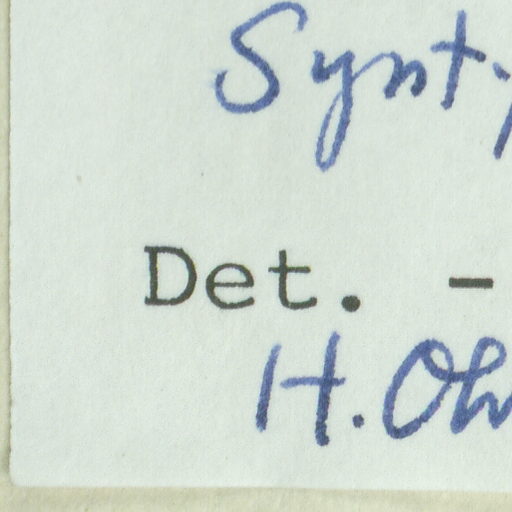 Synt
Det. -
H. Oh